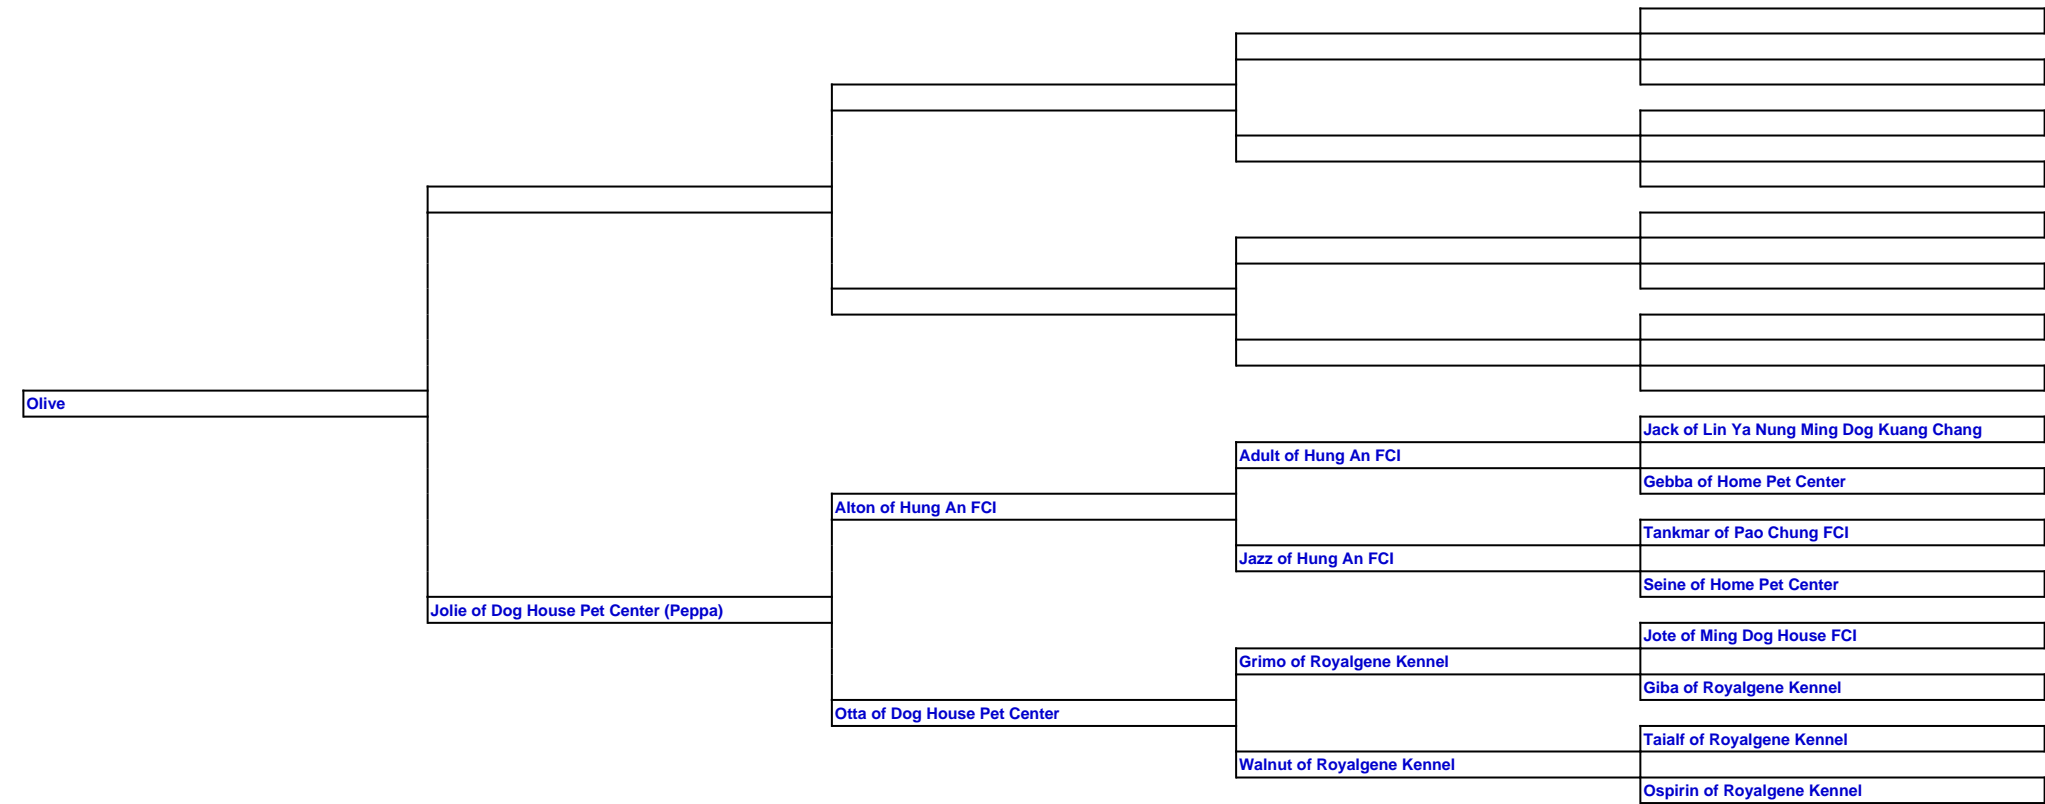 Olive
Jack of Lin Ya Nung Ming Dog Kuang Chang
Adult of Hung An FCI
Gebba of Home Pet Center
Alton of Hung An FCI
Tankmar of Pao Chung FCI
Jazz of Hung An FCI
Seine of Home Pet Center
Jolie of Dog House Pet Center (Peppa)
Jote of Ming Dog House FCI
Grimo of Royalgene Kennel
Giba of Royalgene Kennel
Otta of Dog House Pet Center
Taialf of Royalgene Kennel
Walnut of Royalgene Kennel
Ospirin of Royalgene Kennel